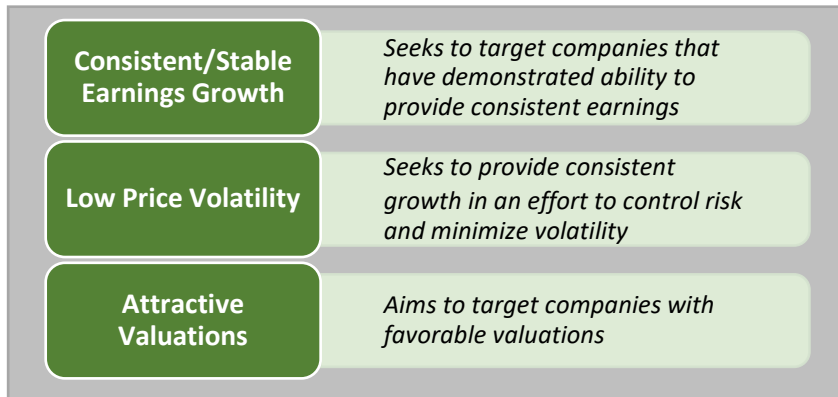 Consistent/Stable
Earnings Growth
Seeks to target companies that
have demonstrated ability to
provide consistent earnings
Low Price Volatility
Seeks to provide consistent
growth in an effort to control risk
and minimize volatility
Attractive
Valuations
Aims to target companies with
favorable valuations